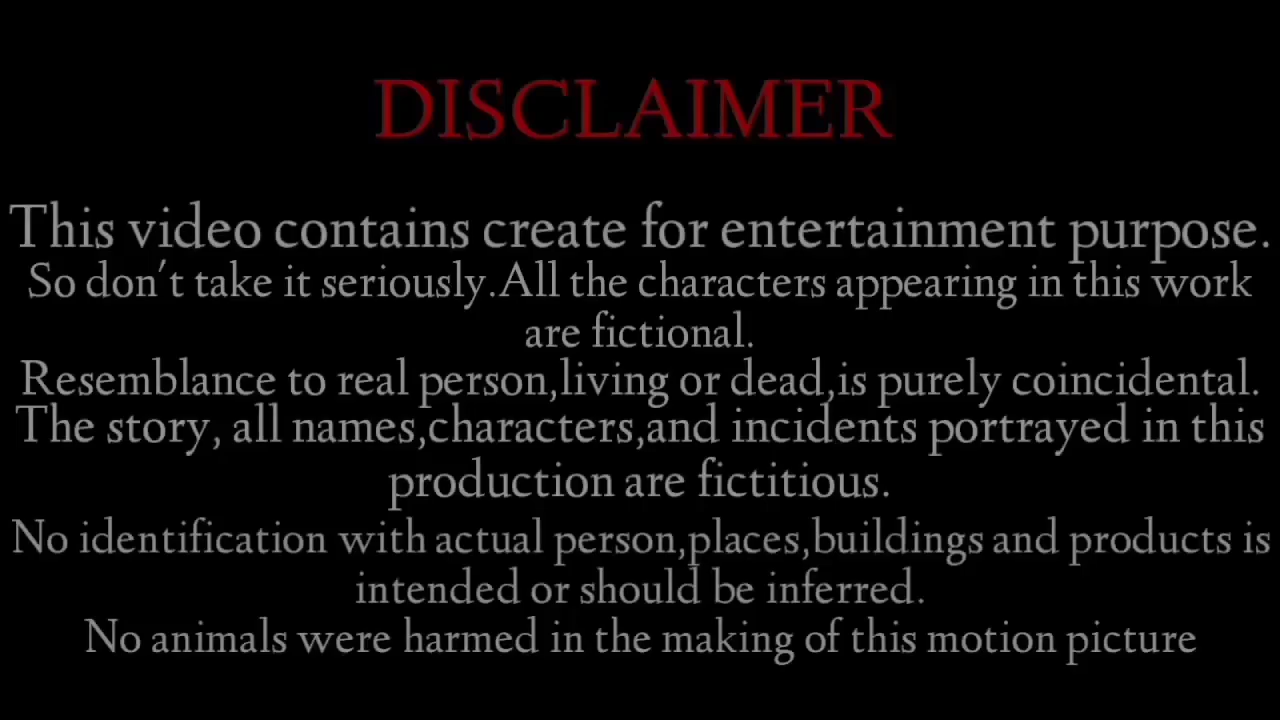 DISCLAIMER
This video contains create for entertainment purpose.
So don't take it seriously.All the characters appearing in this work
are fictional.
Resemblance to real person,living or dead,is purely coincidental.
The story, all names,characters,and incidents portrayed in this
production are fictitious.
No identification with actual person,places,buildings and products is
intended or should be inferred.
No animals were harmed in the making of this motion picture